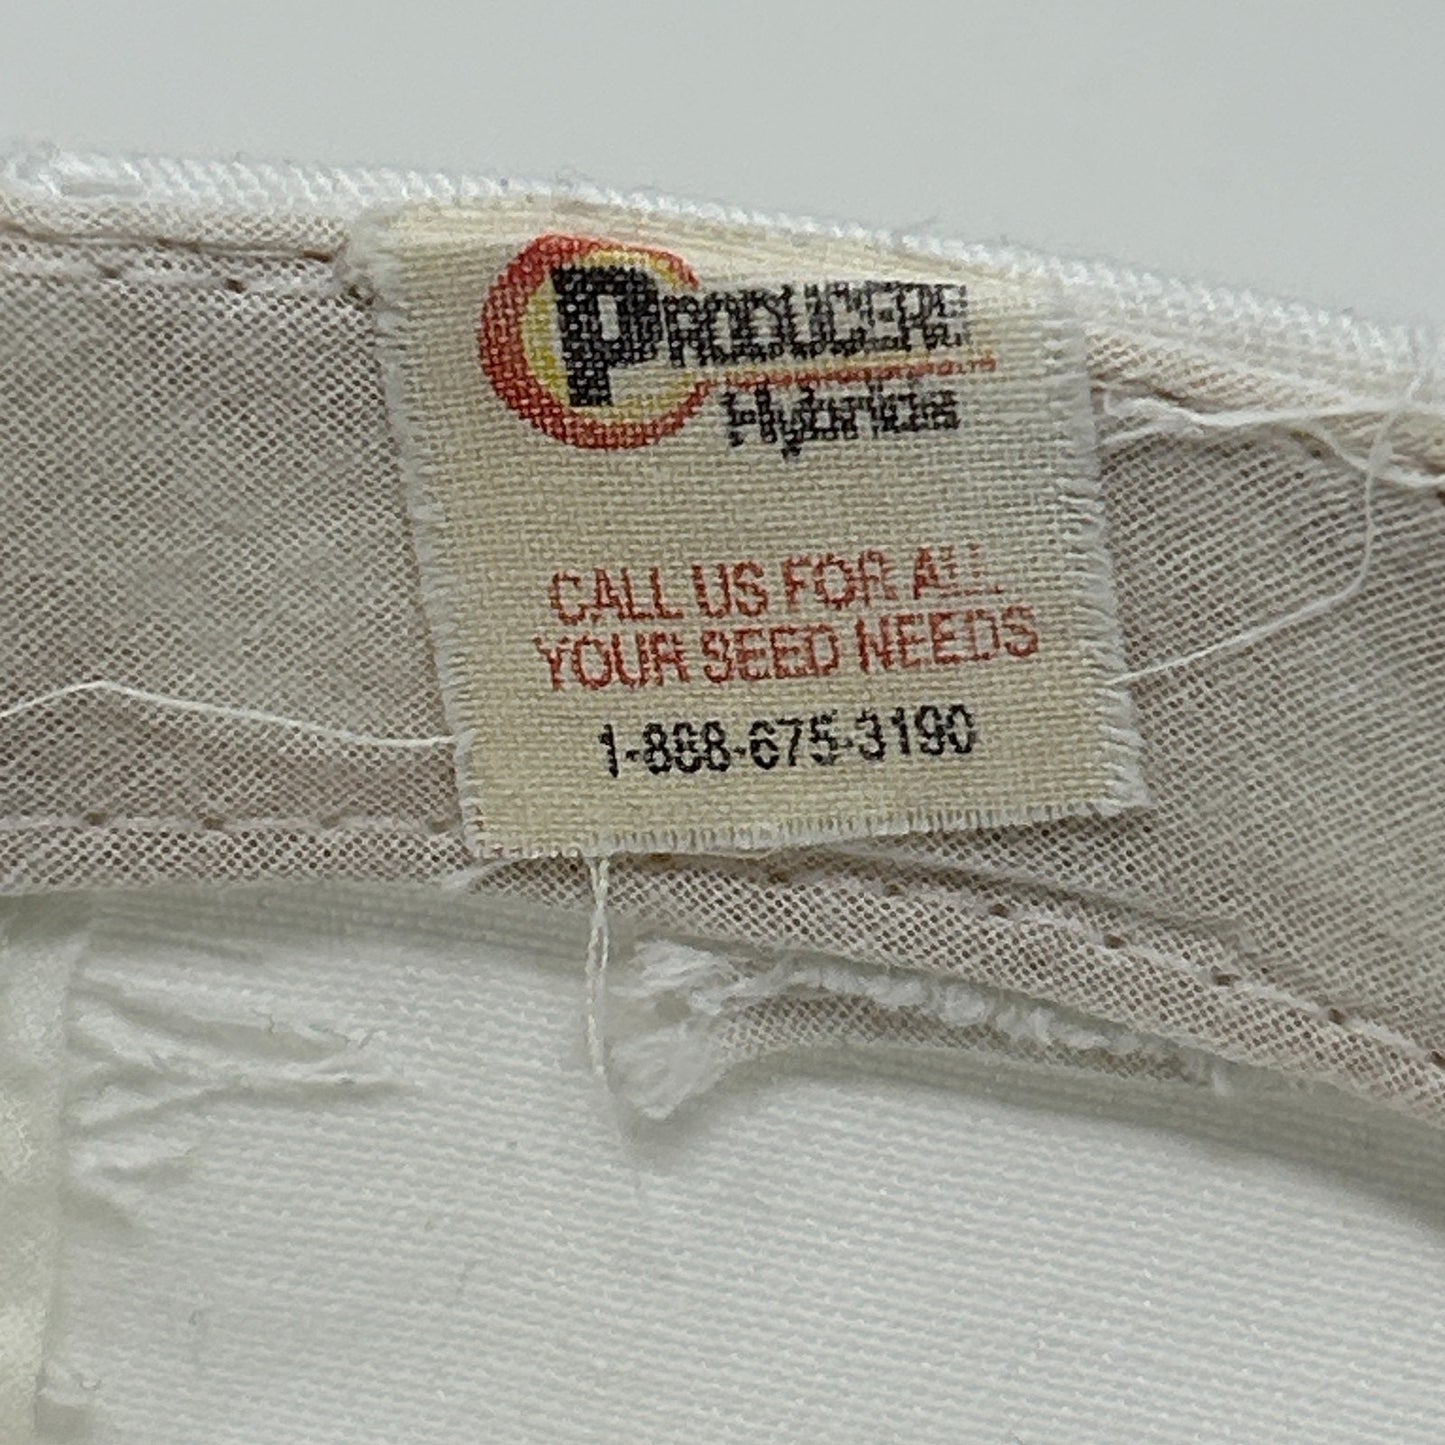 PRODUCERS
Hybrids
CALL US FOR ALL
YOUR SEED NEEDS
1-888-675-3190